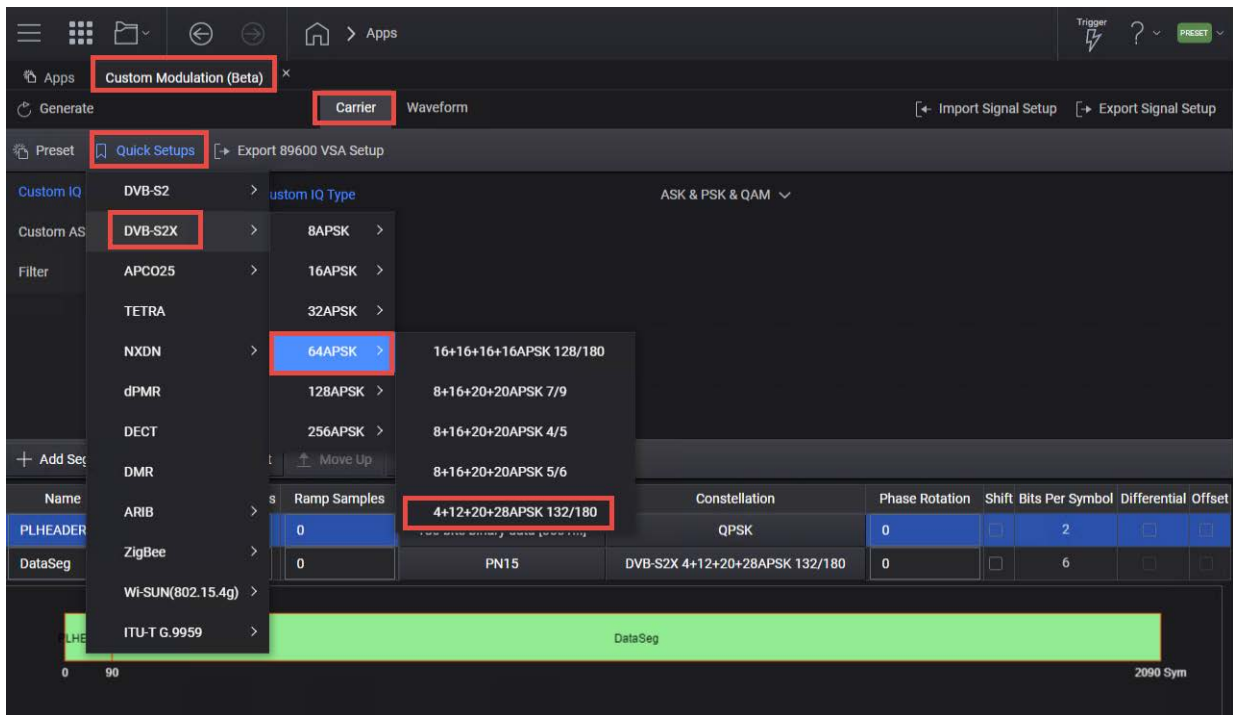 Apps
Trigger
PRESET
Apps
Custom Modulation (Beta)
Generate
Carrier
Waveform
Import Signal Setup
Export Signal Setup
Preset
Quick Setups
Export 89600 VSA Setup
Custom IQ
DVB-S2
ustom IQ Type
ASK & PSK & QAM
Custom AS
DVB-S2X
8APSK
Filter
APCO25
16APSK
TETRA
32APSK
NXDN
64APSK
16+16+16+16APSK 128/180
dPMR
128APSK
8+16+20+20APSK 7/9
DECT
256APSK
8+16+20+20APSK 4/5
+ Add Seg
t
Move Up
DMR
8+16+20+20APSK 5/6
Name
s
Ramp Samples
Constellation
Phase Rotation
Shift
Bits Per Symbol
Differential
Offset
ARIB
4+12+20+28APSK 132/180
PLHEADER
0
QPSK
0
2
ZigBee
DataSeg
0
PN15
DVB-S2X 4+12+20+28APSK 132/180
0
6
Wi-SUN(802.15.4g)
ITU-T G.9959
PLHE
DataSeg
0
90
2090 Sym